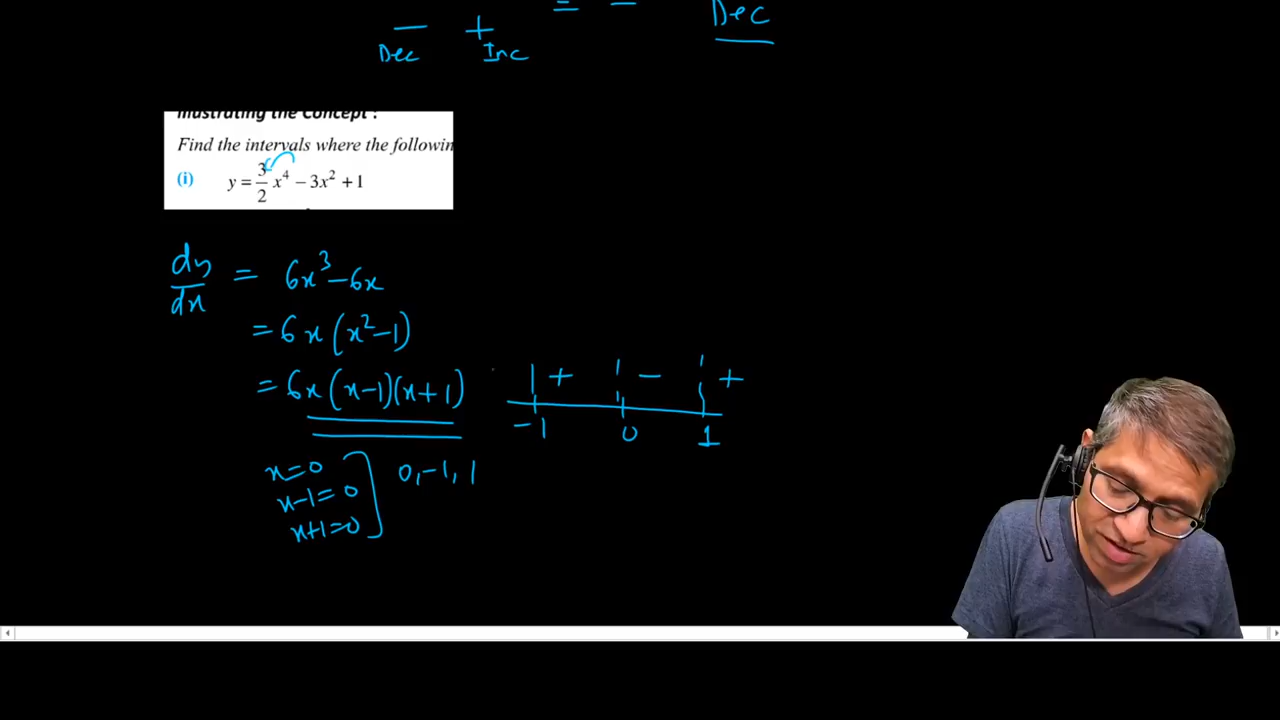 = −
Dec
− +
Dec Inc
Illustrating the Concept :
Find the intervals where the followin
(i) y = 3/2 x⁴ − 3x² + 1
dy/dx = 6x³ − 6x
= 6x(x² − 1)
= 6x(x−1)(x+1)
+ − +
−1 0 1
x=0
x−1=0
x+1=0
0, −1, 1